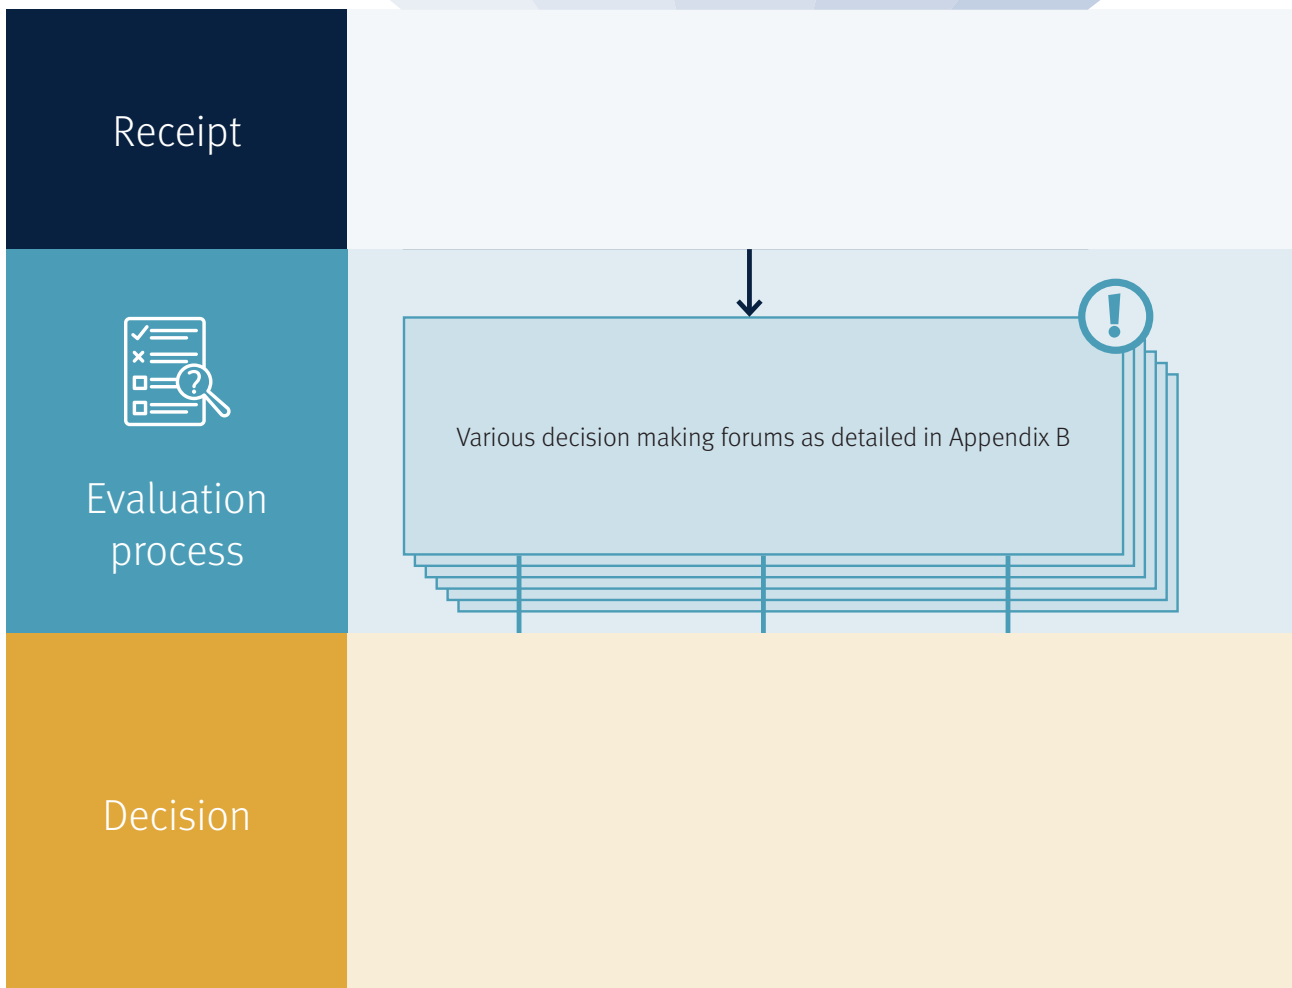 Receipt
Various decision making forums as detailed in Appendix B
Evaluation
process
Decision